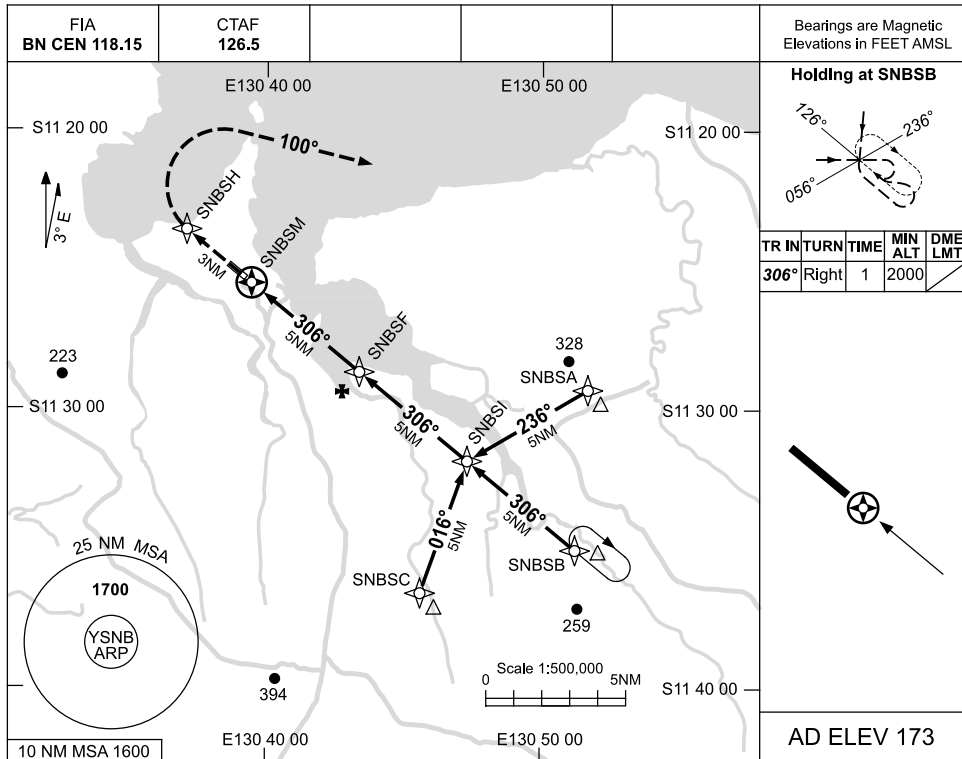 FIA
BN CEN 118.15
CTAF
126.5
Bearings are Magnetic
Elevations in FEET AMSL
E130 40 00
E130 50 00
Holding at SNBSB
126°
236°
056°
S11 20 00
S11 20 00
100°
3° E
SNBSH
SNBSM
3NM
TR IN TURN TIME MIN ALT DME LMT
306° Right 1 2000
306°
5NM
SNBSF
223
328
SNBSA
S11 30 00
S11 30 00
306°
5NM
SNBSI
236°
5NM
016°
5NM
306°
5NM
SNBSB
SNBSC
25 NM MSA
1700
YSNB
ARP
259
394
Scale 1:500,000
0 5NM
S11 40 00
E130 40 00
E130 50 00
10 NM MSA 1600
AD ELEV 173